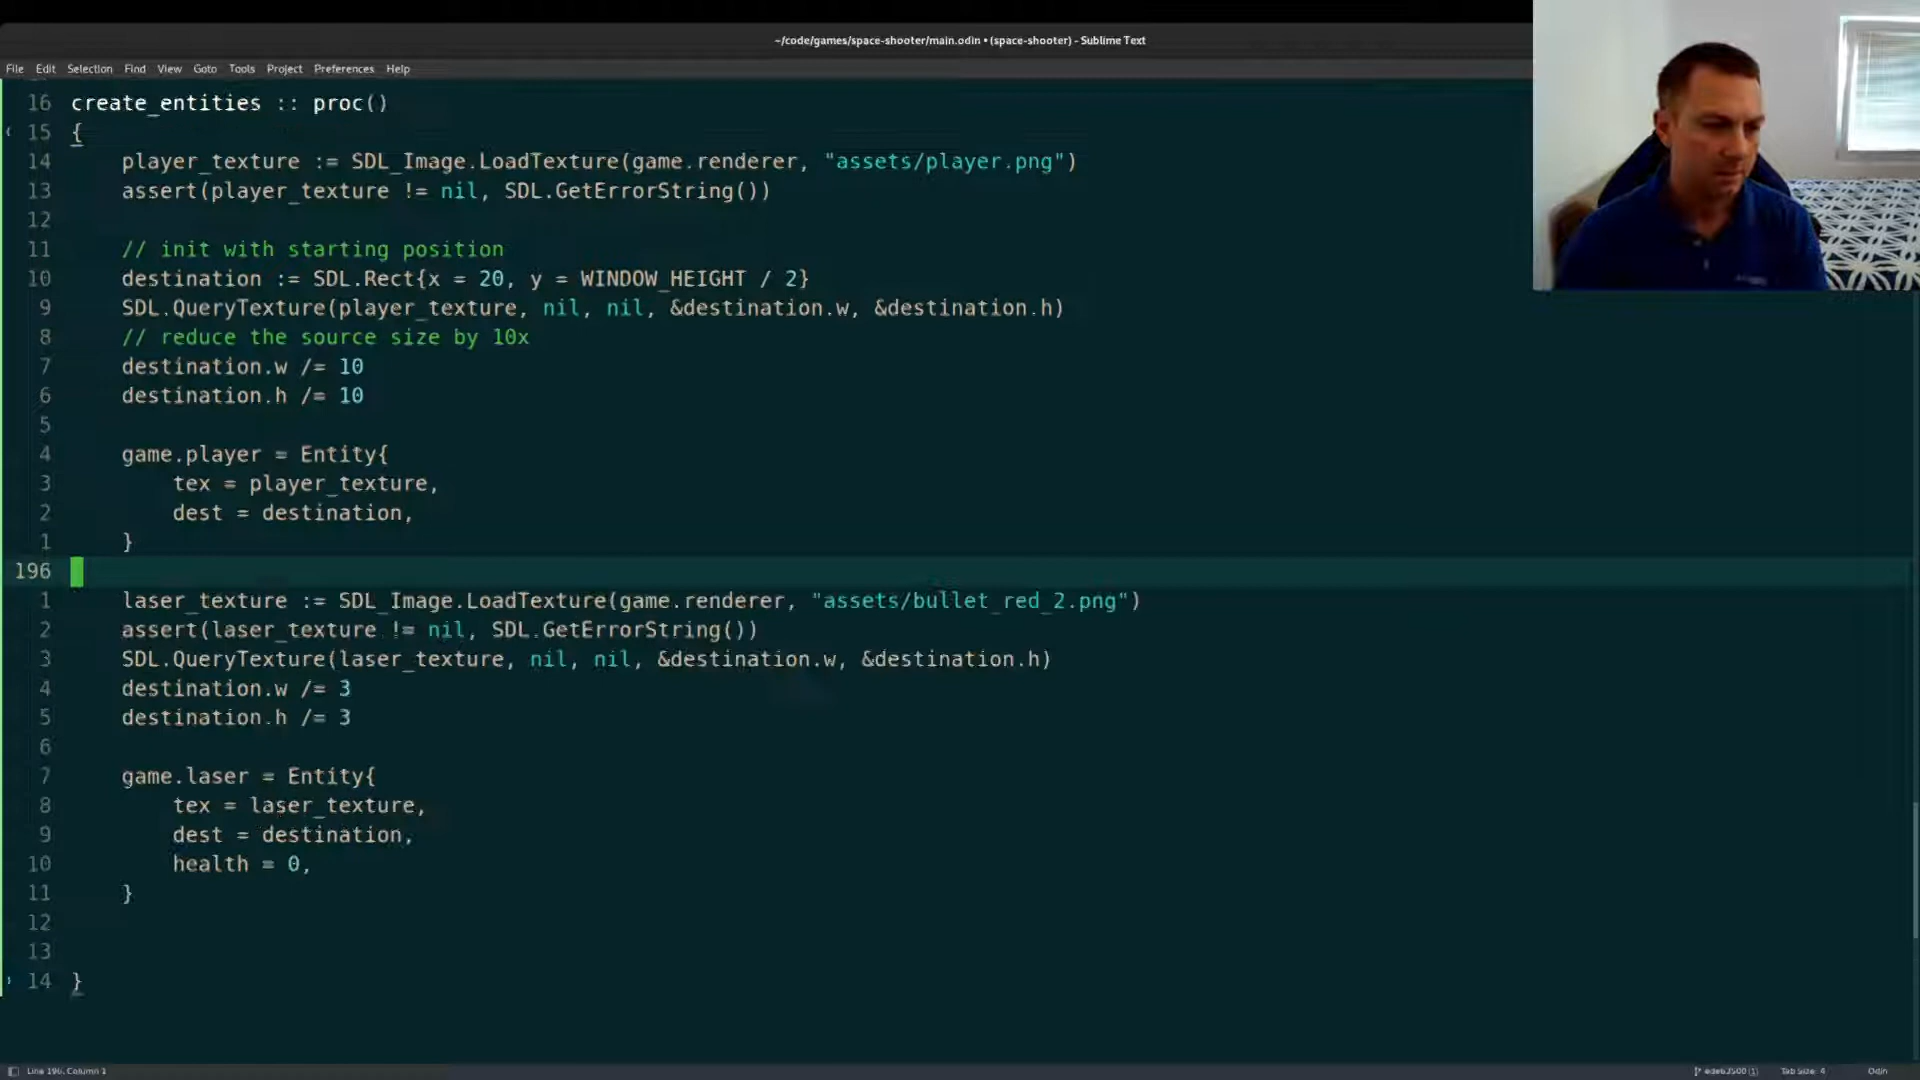 ~/code/games/space-shooter/main.odin • (space-shooter) - Sublime Text
File Edit Selection Find View Goto Tools Project Preferences Help
16 create_entities :: proc()
15 {
14 player_texture := SDL_Image.LoadTexture(game.renderer, "assets/player.png")
13 assert(player_texture != nil, SDL.GetErrorString())
12
11 // init with starting position
10 destination := SDL.Rect{x = 20, y = WINDOW_HEIGHT / 2}
9 SDL.QueryTexture(player_texture, nil, nil, &destination.w, &destination.h)
8 // reduce the source size by 10x
7 destination.w /= 10
6 destination.h /= 10
5
4 game.player = Entity{
3 tex = player_texture,
2 dest = destination,
1 }
196
1 laser_texture := SDL_Image.LoadTexture(game.renderer, "assets/bullet_red_2.png")
2 assert(laser_texture != nil, SDL.GetErrorString())
3 SDL.QueryTexture(laser_texture, nil, nil, &destination.w, &destination.h)
4 destination.w /= 3
5 destination.h /= 3
6
7 game.laser = Entity{
8 tex = laser_texture,
9 dest = destination,
10 health = 0,
11 }
12
13
14 }
Line 196, Column 1 Tab Size: 4 Odin